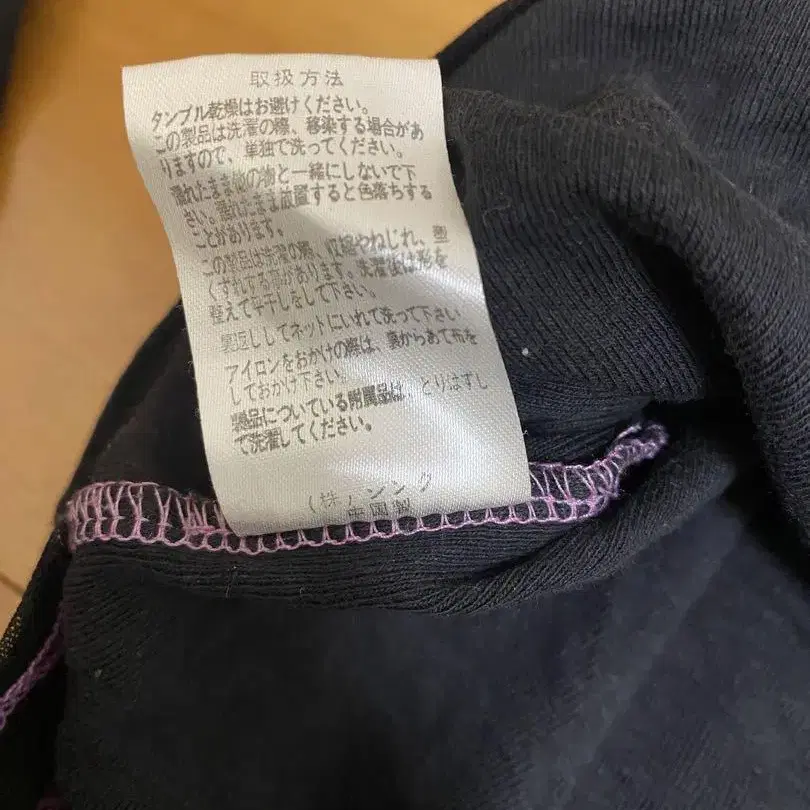 取扱方法
タンブル乾燥はお避けください。
この製品は洗濯の際、移染する場合があ
りますので、単独で洗ってください。
濡れたまま他の物と一緒にしないで下
さい。濡れたまま放置すると色落ちする
ことがあります。
この製品は洗濯の際、収縮やねじれ、型
くずれする事があります。洗濯後は形を
整えて平干しをして下さい。
裏返ししてネットにいれて洗って下さい
アイロンをおかけの際は、裏からあて布を
しておかけ下さい。
製品についている附属品は、とりはずし
て洗濯してください。